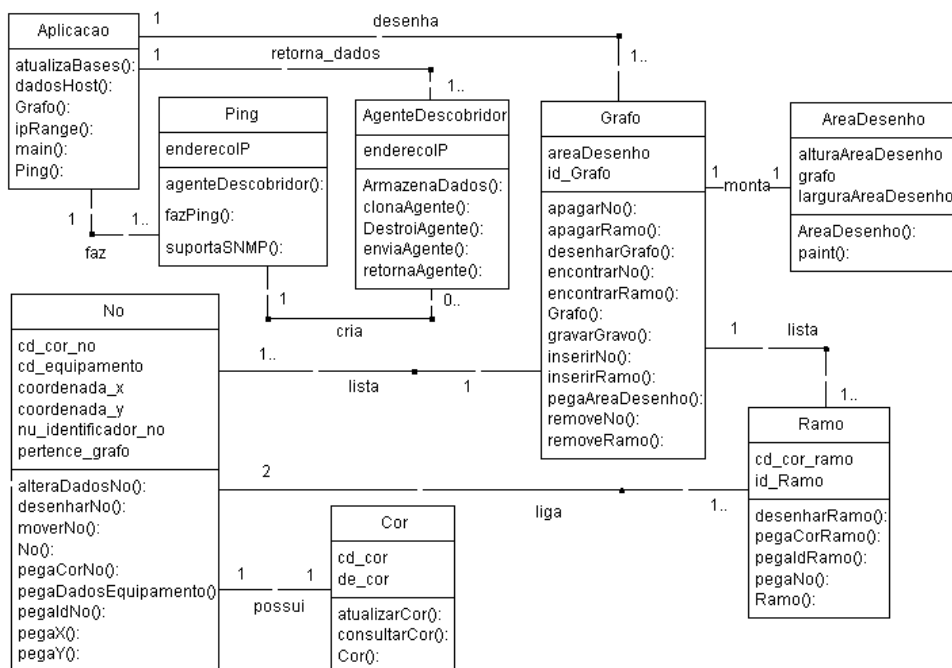 Aplicacao
atualizaBases():
dadosHost():
Grafo():
ipRange():
main():
Ping():
1
desenha
1..
1
retorna_dados
1..
1
1..
faz
Ping
enderecoIP
agenteDescobridor():
fazPing():
suportaSNMP():
AgenteDescobridor
enderecoIP
ArmazenaDados():
clonaAgente():
DestroiAgente():
enviaAgente():
retornaAgente():
1
0..
cria
Grafo
areaDesenho
id_Grafo
apagarNo():
apagarRamo():
desenharGrafo():
encontrarNo():
encontrarRamo():
Grafo():
gravarGravo():
inserirNo():
inserirRamo():
pegaAreaDesenho():
removeNo():
removeRamo():
1
monta
1
AreaDesenho
alturaAreaDesenho
grafo
larguraAreaDesenho
AreaDesenho():
paint():
1
lista
1..
No
cd_cor_no
cd_equipamento
coordenada_x
coordenada_y
nu_identificador_no
pertence_grafo
alteraDadosNo():
desenharNo():
moverNo():
No():
pegaCorNo():
pegaDadosEquipamento()
pegaIdNo():
pegaX():
pegaY():
1..
lista
1
2
liga
1..
1
possui
1
Cor
cd_cor
de_cor
atualizarCor():
consultarCor():
Cor():
Ramo
cd_cor_ramo
id_Ramo
desenharRamo():
pegaCorRamo():
pegaIdRamo():
pegaNo():
Ramo():